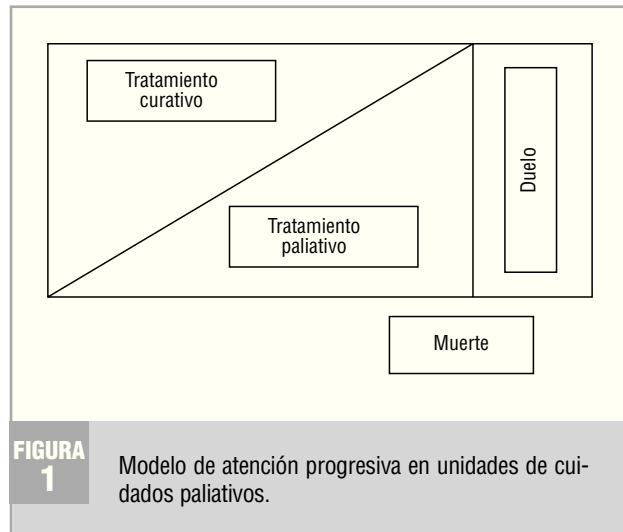 Tratamiento
curativo
Duelo
Tratamiento
paliativo
Muerte
FIGURA
1
Modelo de atención progresiva en unidades de cui-
dados paliativos.